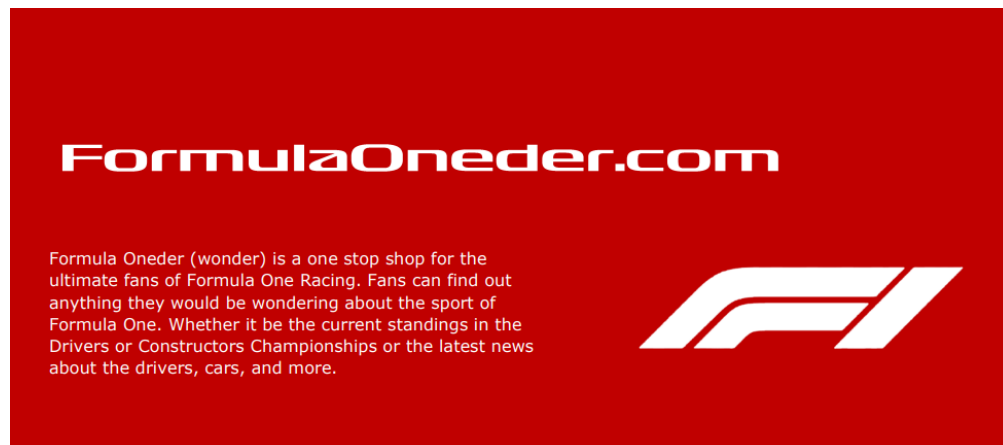 FormulaOneder.com
Formula Oneder (wonder) is a one stop shop for the
ultimate fans of Formula One Racing. Fans can find out
anything they would be wondering about the sport of
Formula One. Whether it be the current standings in the
Drivers or Constructors Championships or the latest news
about the drivers, cars, and more.
F1